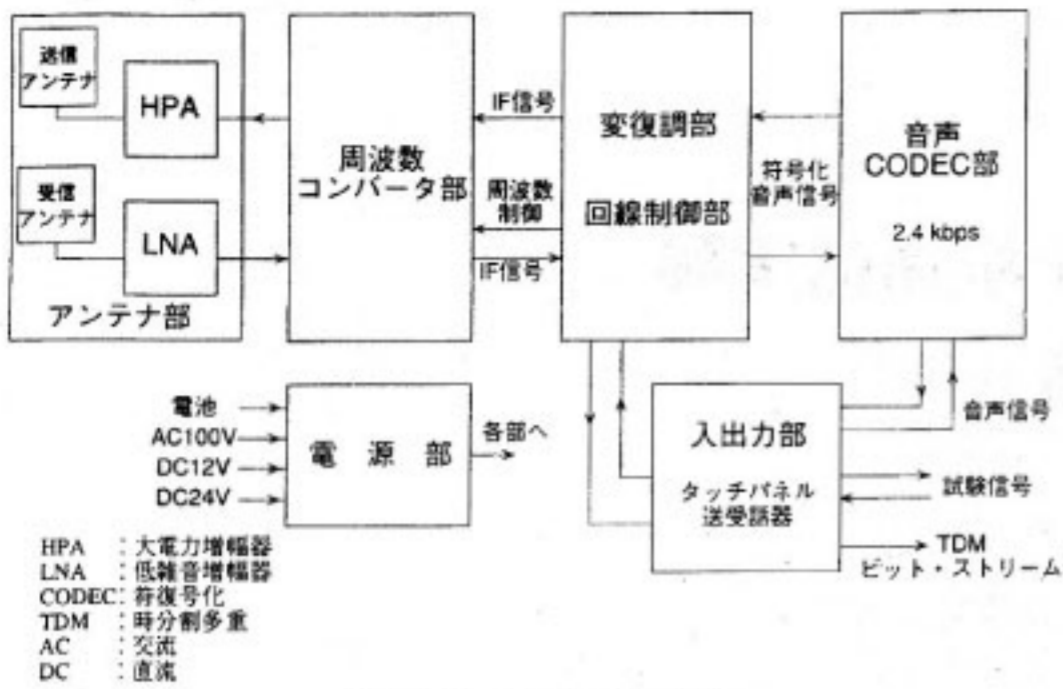 送信
アンテナ
HPA
受信
アンテナ
LNA
アンテナ部
周波数
コンバータ部
IF信号
周波数
制御
IF信号
変復調部
回線制御部
符号化
音声信号
音声
CODEC部
2.4 kbps
電池
AC100V
DC12V
DC24V
電源部
各部へ
入出力部
タッチパネル
送受話器
音声信号
試験信号
TDM
ビット・ストリーム
HPA :大電力増幅器
LNA :低雑音増幅器
CODEC:符復号化
TDM :時分割多重
AC :交流
DC :直流